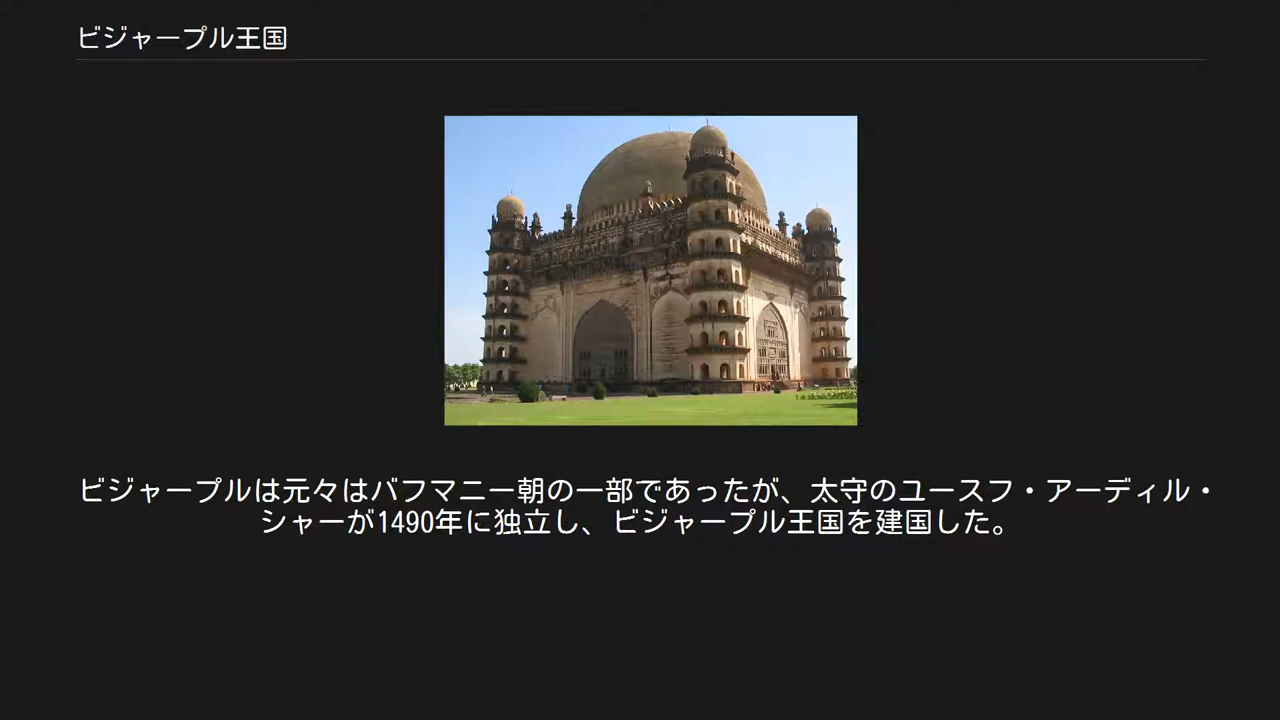 ビジャープル王国
ビジャープルは元々はバフマニー朝の一部であったが、太守のユースフ・アーディル・
シャーが1490年に独立し、ビジャープル王国を建国した。